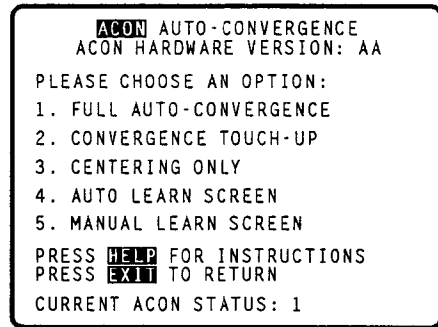 ACON AUTO-CONVERGENCE
ACON HARDWARE VERSION: AA
PLEASE CHOOSE AN OPTION:
1. FULL AUTO-CONVERGENCE
2. CONVERGENCE TOUCH-UP
3. CENTERING ONLY
4. AUTO LEARN SCREEN
5. MANUAL LEARN SCREEN
PRESS HELP FOR INSTRUCTIONS
PRESS EXIT TO RETURN
CURRENT ACON STATUS: 1